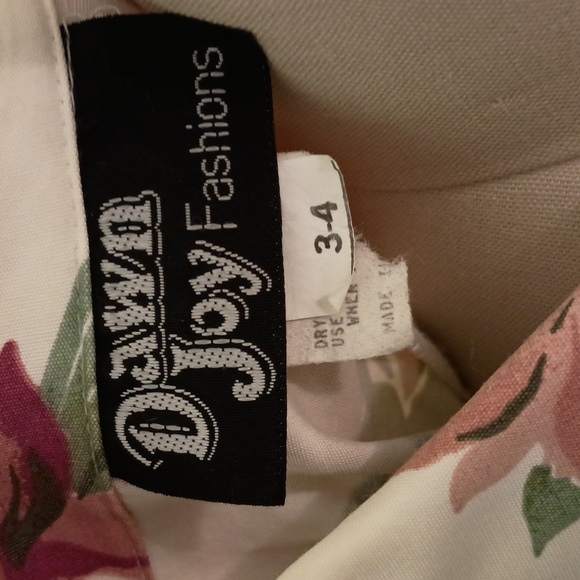 Dawn
Joy Fashions
3-4
DRY
USE
WHEN
MADE I